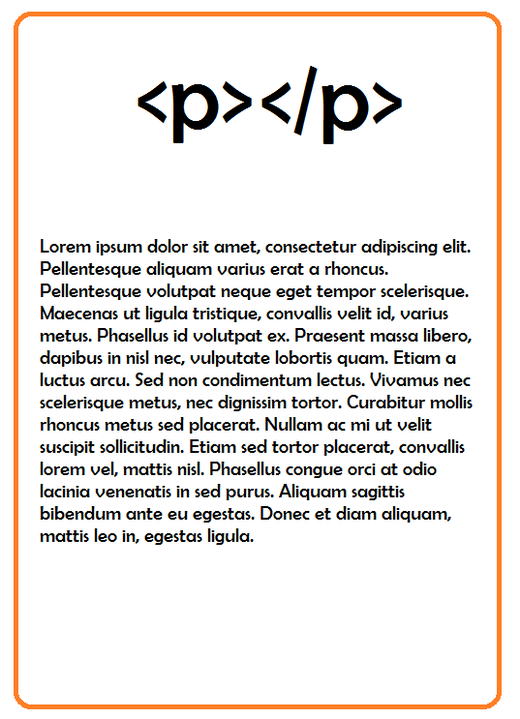 <p></p>
Lorem ipsum dolor sit amet, consectetur adipiscing elit.
Pellentesque aliquam varius erat a rhoncus.
Pellentesque volutpat neque eget tempor scelerisque.
Maecenas ut ligula tristique, convallis velit id, varius
metus. Phasellus id volutpat ex. Praesent massa libero,
dapibus in nisl nec, vulputate lobortis quam. Etiam a
luctus arcu. Sed non condimentum lectus. Vivamus nec
scelerisque metus, nec dignissim tortor. Curabitur mollis
rhoncus metus sed placerat. Nullam ac mi ut velit
suscipit sollicitudin. Etiam sed tortor placerat, convallis
lorem vel, mattis nisl. Phasellus congue orci at odio
lacinia venenatis in sed purus. Aliquam sagittis
bibendum ante eu egestas. Donec et diam aliquam,
mattis leo in, egestas ligula.